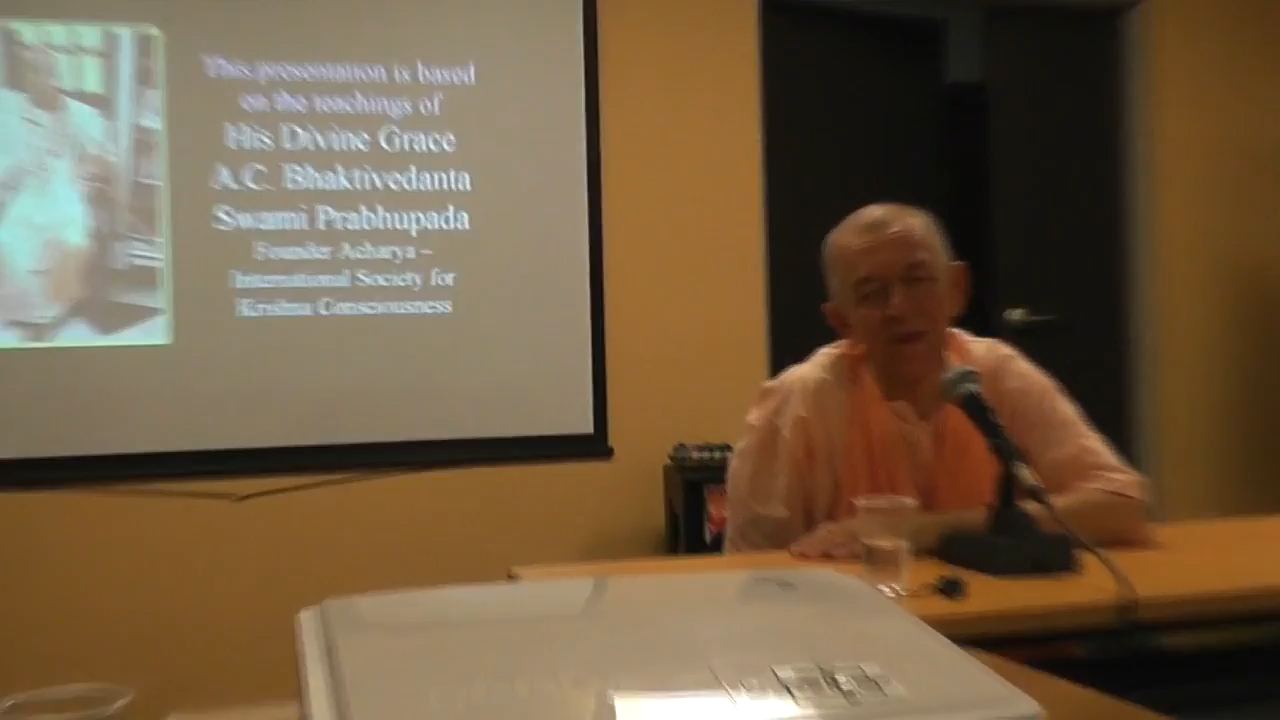 This presentation is based
on the teachings of
His Divine Grace
A.C. Bhaktivedanta
Swami Prabhupada
Founder Acharya –
International Society for
Krishna Consciousness